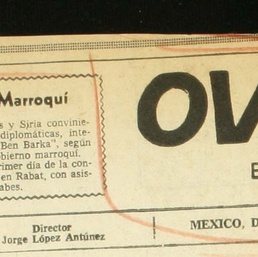 Marroquí
s y Siria convinie-
diplomáticas, inte-
"Ben Barka", según
bierno marroquí.
rimer día de la con-
en Rabat, con asis-
abes.
OV
E
Director
Jorge López Antúnez
MEXICO, D